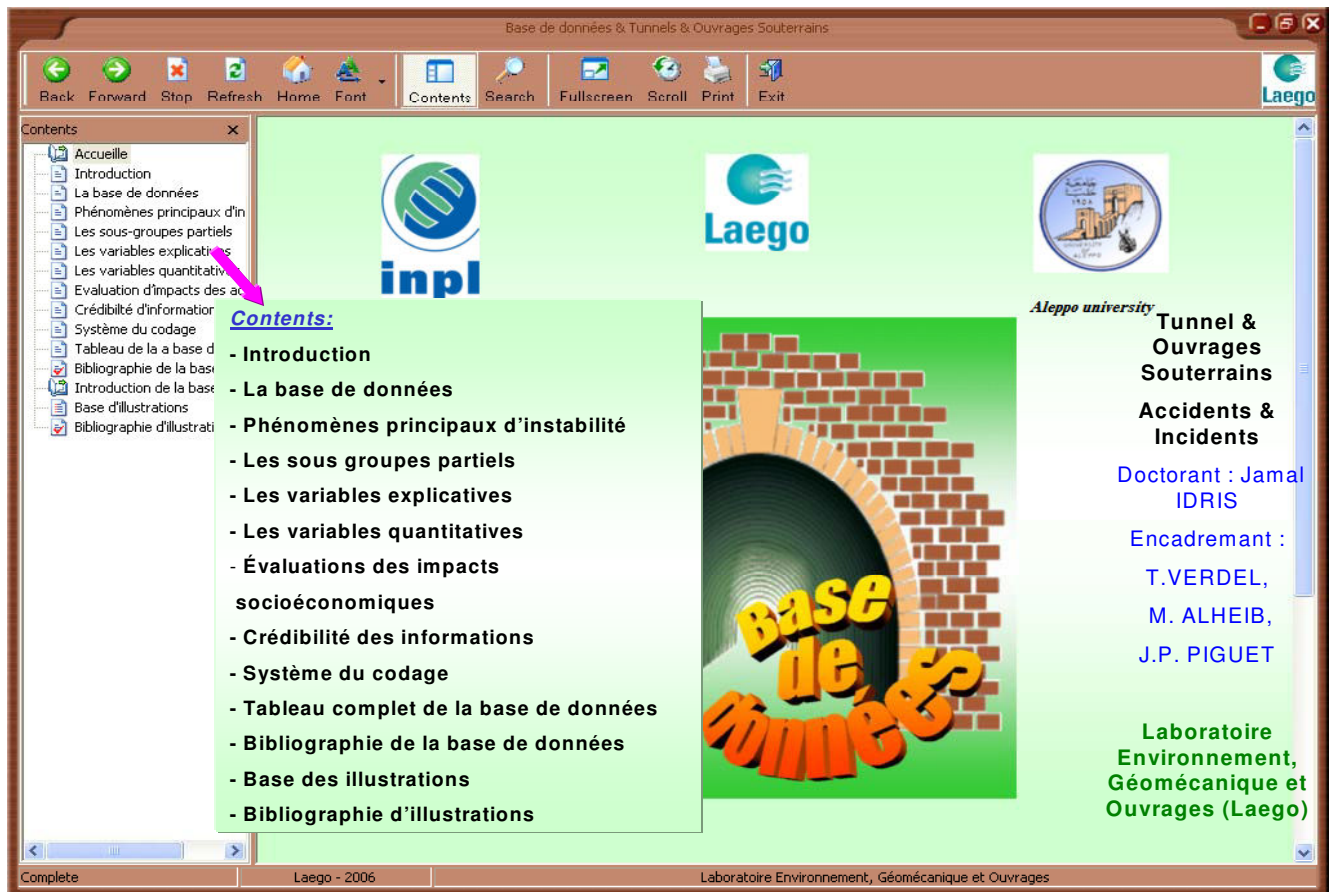 Base de données & Tunnels & Ouvrages Souterrains
Back Forward Stop Refresh Home Font Contents Search Fullscreen Scroll Print Exit
Laego
Contents
Accueille
Introduction
La base de données
Phénomènes principaux d'in
Les sous-groupes partiels
Les variables explicatives
Les variables quantitative
Evaluation d'impacts des ac
Crédibilté d'information
Système du codage
Tableau de la a base d
Bibliographie de la base
Introduction de la base
Base d'illustrations
Bibliographie d'illustrati
inpl
Laego
Aleppo university
Contents:
- Introduction
- La base de données
- Phénomènes principaux d'instabilité
- Les sous groupes partiels
- Les variables explicatives
- Les variables quantitatives
- Évaluations des impacts
socioéconomiques
- Crédibilité des informations
- Système du codage
- Tableau complet de la base de données
- Bibliographie de la base de données
- Base des illustrations
- Bibliographie d'illustrations
Base
de
données
Tunnel &
Ouvrages
Souterrains
Accidents &
Incidents
Doctorant : Jamal
IDRIS
Encadremant :
T.VERDEL,
M. ALHEIB,
J.P. PIGUET
Laboratoire
Environnement,
Géomécanique et
Ouvrages (Laego)
Complete
Laego - 2006
Laboratoire Environnement, Géomécanique et Ouvrages